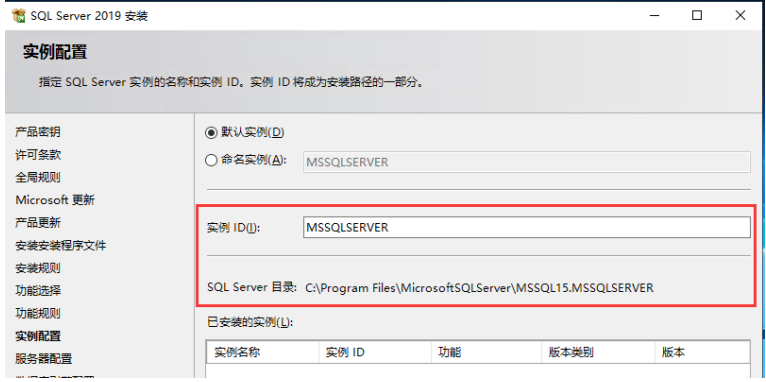 SQL Server 2019 安装
实例配置
指定 SQL Server 实例的名称和实例 ID。实例 ID 将成为安装路径的一部分。
产品密钥
许可条款
全局规则
Microsoft 更新
产品更新
安装安装程序文件
安装规则
功能选择
功能规则
实例配置
服务器配置
默认实例(D)
命名实例(A): MSSQLSERVER
实例 ID(I): MSSQLSERVER
SQL Server 目录: C:\Program Files\MicrosoftSQLServer\MSSQL15.MSSQLSERVER
已安装的实例(L):
实例名称 实例 ID 功能 版本类别 版本